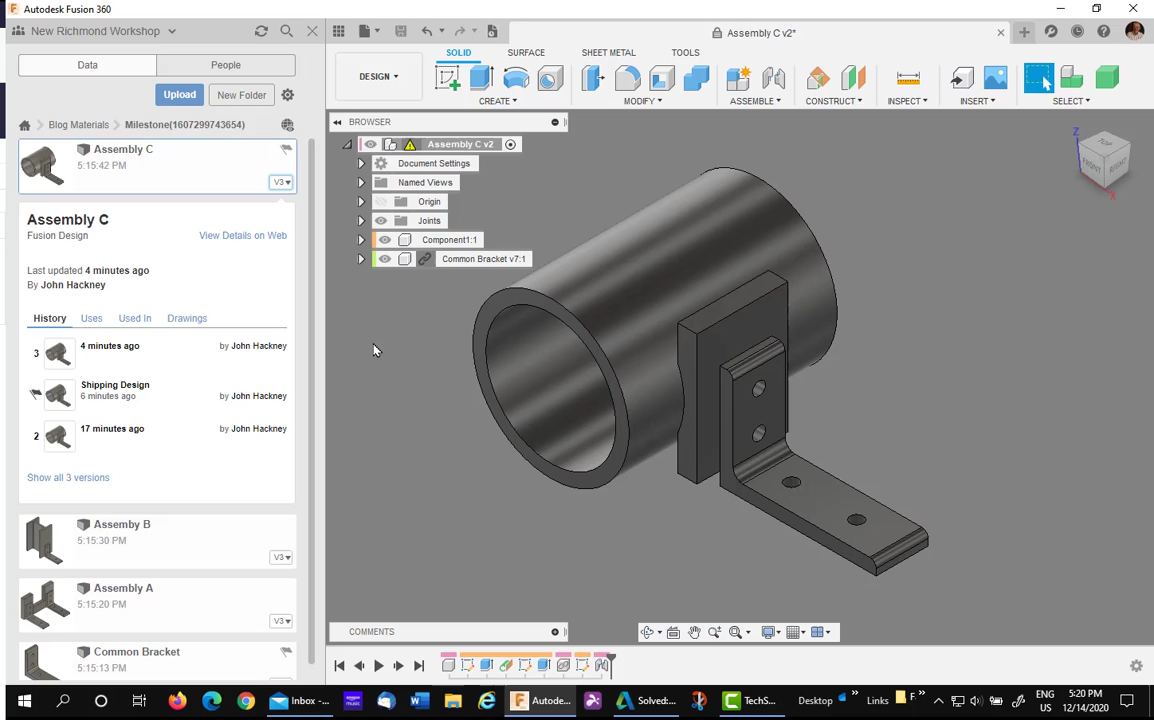 Autodesk Fusion 360
New Richmond Workshop
Assembly C v2*
Data
People
Upload
New Folder
Blog Materials
Milestone(1607299743654)
Assembly C
5:15:42 PM
V3
Assembly C
Fusion Design
View Details on Web
Last updated 4 minutes ago
By John Hackney
History
Uses
Used In
Drawings
3
4 minutes ago
by John Hackney
Shipping Design
6 minutes ago
by John Hackney
2
17 minutes ago
by John Hackney
Show all 3 versions
Assemby B
5:15:30 PM
V3
Assembly A
5:15:20 PM
V3
Common Bracket
5:15:13 PM
DESIGN
SOLID
SURFACE
SHEET METAL
TOOLS
CREATE
MODIFY
ASSEMBLE
CONSTRUCT
INSPECT
INSERT
SELECT
BROWSER
Assembly C v2
Document Settings
Named Views
Origin
Joints
Component1:1
Common Bracket v7:1
Z
TOP
FRONT
RIGHT
X
COMMENTS
Inbox - ...
Autode...
Solved:...
TechS...
Desktop
Links
F...
ENG
US
5:20 PM
12/14/2020